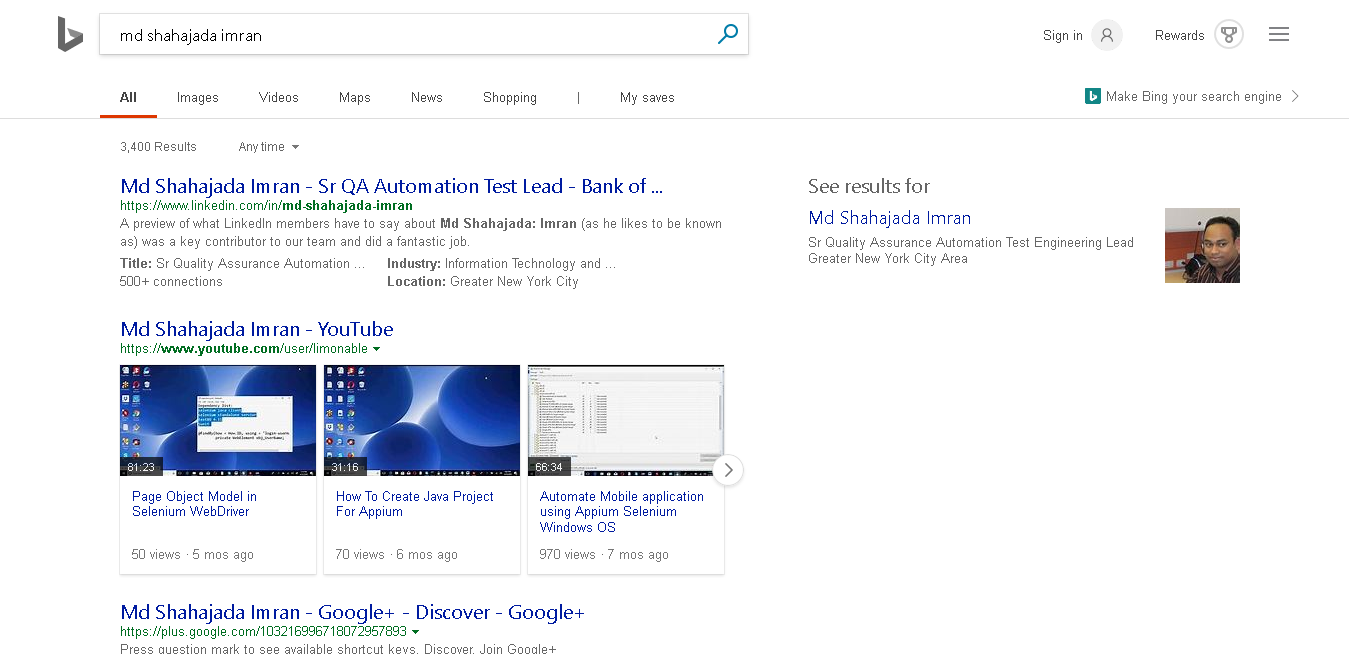 md shahajada imran
Sign in
Rewards
All Images Videos Maps News Shopping | My saves
Make Bing your search engine
3,400 Results Any time
Md Shahajada Imran - Sr QA Automation Test Lead - Bank of ...
https://www.linkedin.com/in/md-shahajada-imran
A preview of what LinkedIn members have to say about Md Shahajada: Imran (as he likes to be known
as) was a key contributor to our team and did a fantastic job.
Title: Sr Quality Assurance Automation ... Industry: Information Technology and ...
500+ connections Location: Greater New York City
See results for
Md Shahajada Imran
Sr Quality Assurance Automation Test Engineering Lead
Greater New York City Area
Md Shahajada Imran - YouTube
https://www.youtube.com/user/limonable
81:23
Page Object Model in
Selenium WebDriver
50 views · 5 mos ago
31:16
How To Create Java Project
For Appium
70 views · 6 mos ago
66:34
Automate Mobile application
using Appium Selenium
Windows OS
970 views · 7 mos ago
Md Shahajada Imran - Google+ - Discover - Google+
https://plus.google.com/103216996718072957893
Press question mark to see available shortcut keys. Discover. Join Google+